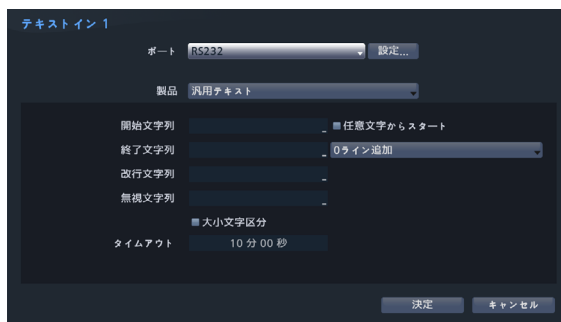 テキストイン 1
ポート RS232 設定...
製品 汎用テキスト
開始文字列 _ 任意文字からスタート
終了文字列 _ 0ライン追加
改行文字列 _
無視文字列 _
大小文字区分
タイムアウト 10 分 00 秒
決定 キャンセル